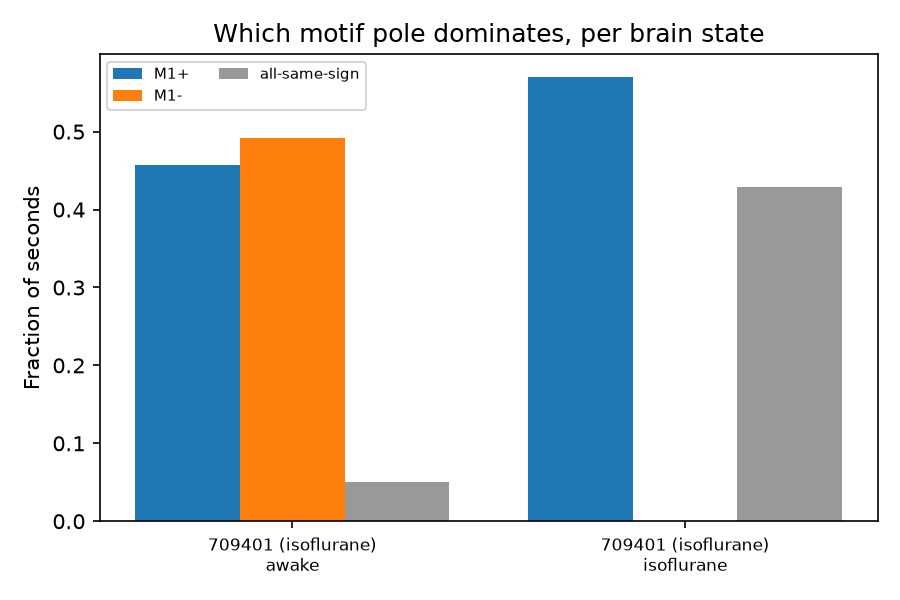 Which motif pole dominates, per brain state
M1+
M1-
all-same-sign
Fraction of seconds
0.5
0.4
0.3
0.2
0.1
0.0
709401 (isoflurane)
awake
709401 (isoflurane)
isoflurane